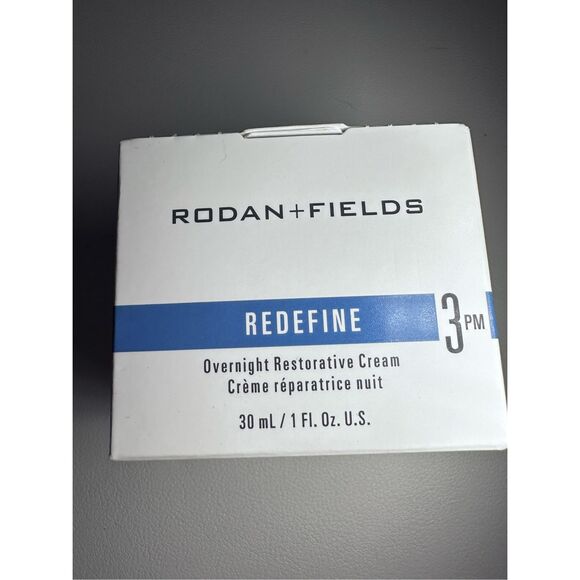 RODAN+FIELDS
REDEFINE
3 PM
Overnight Restorative Cream
Crème réparatrice nuit
30 mL / 1 Fl. Oz. U.S.